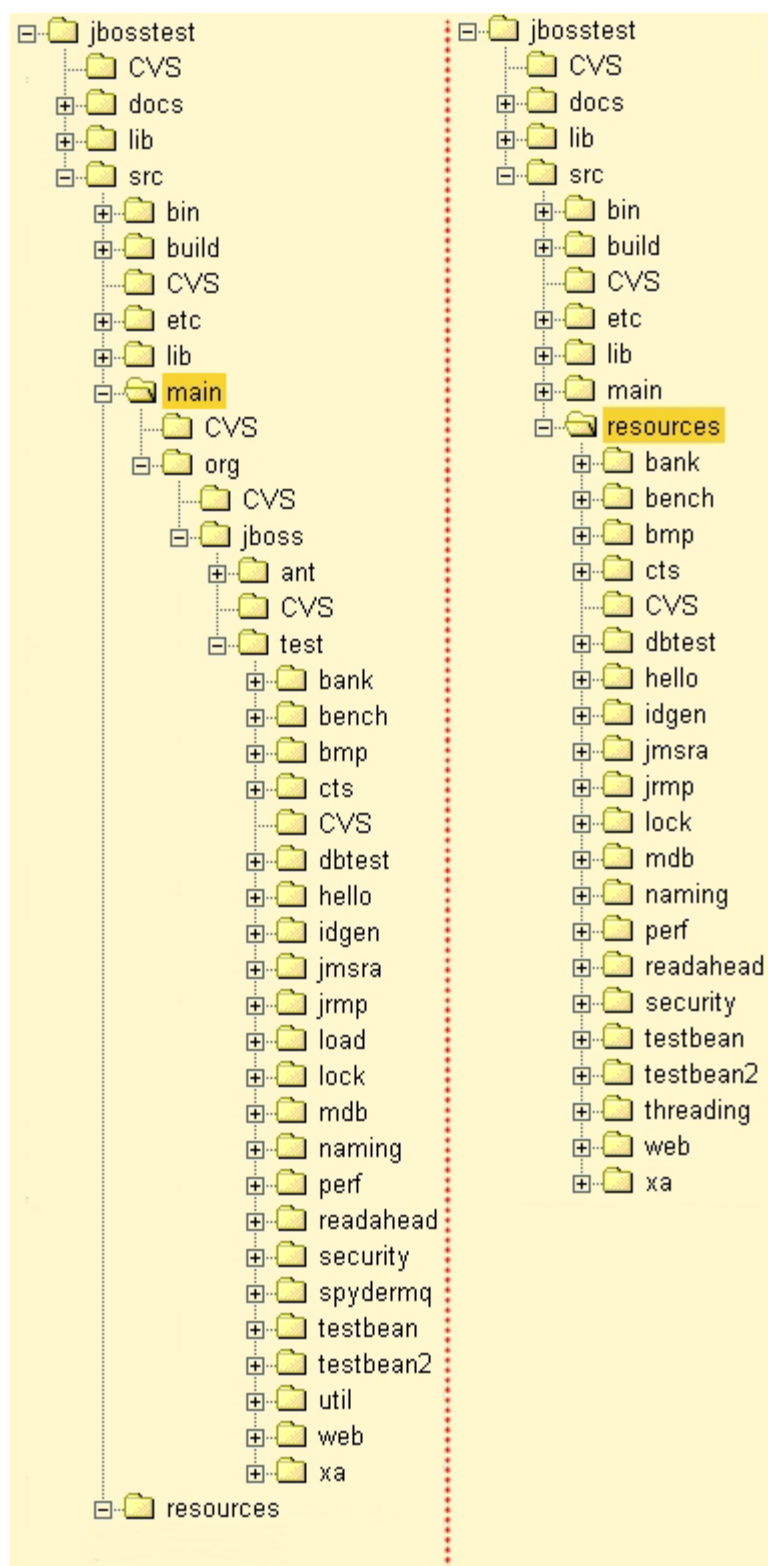 jbosstest
CVS
docs
lib
src
bin
build
CVS
etc
lib
main
CVS
org
CVS
jboss
ant
CVS
test
bank
bench
bmp
cts
CVS
dbtest
hello
idgen
jmsra
jrmp
load
lock
mdb
naming
perf
readahead
security
spydermq
testbean
testbean2
util
web
xa
resources
jbosstest
CVS
docs
lib
src
bin
build
CVS
etc
lib
main
resources
bank
bench
bmp
cts
CVS
dbtest
hello
idgen
jmsra
jrmp
lock
mdb
naming
perf
readahead
security
testbean
testbean2
threading
web
xa